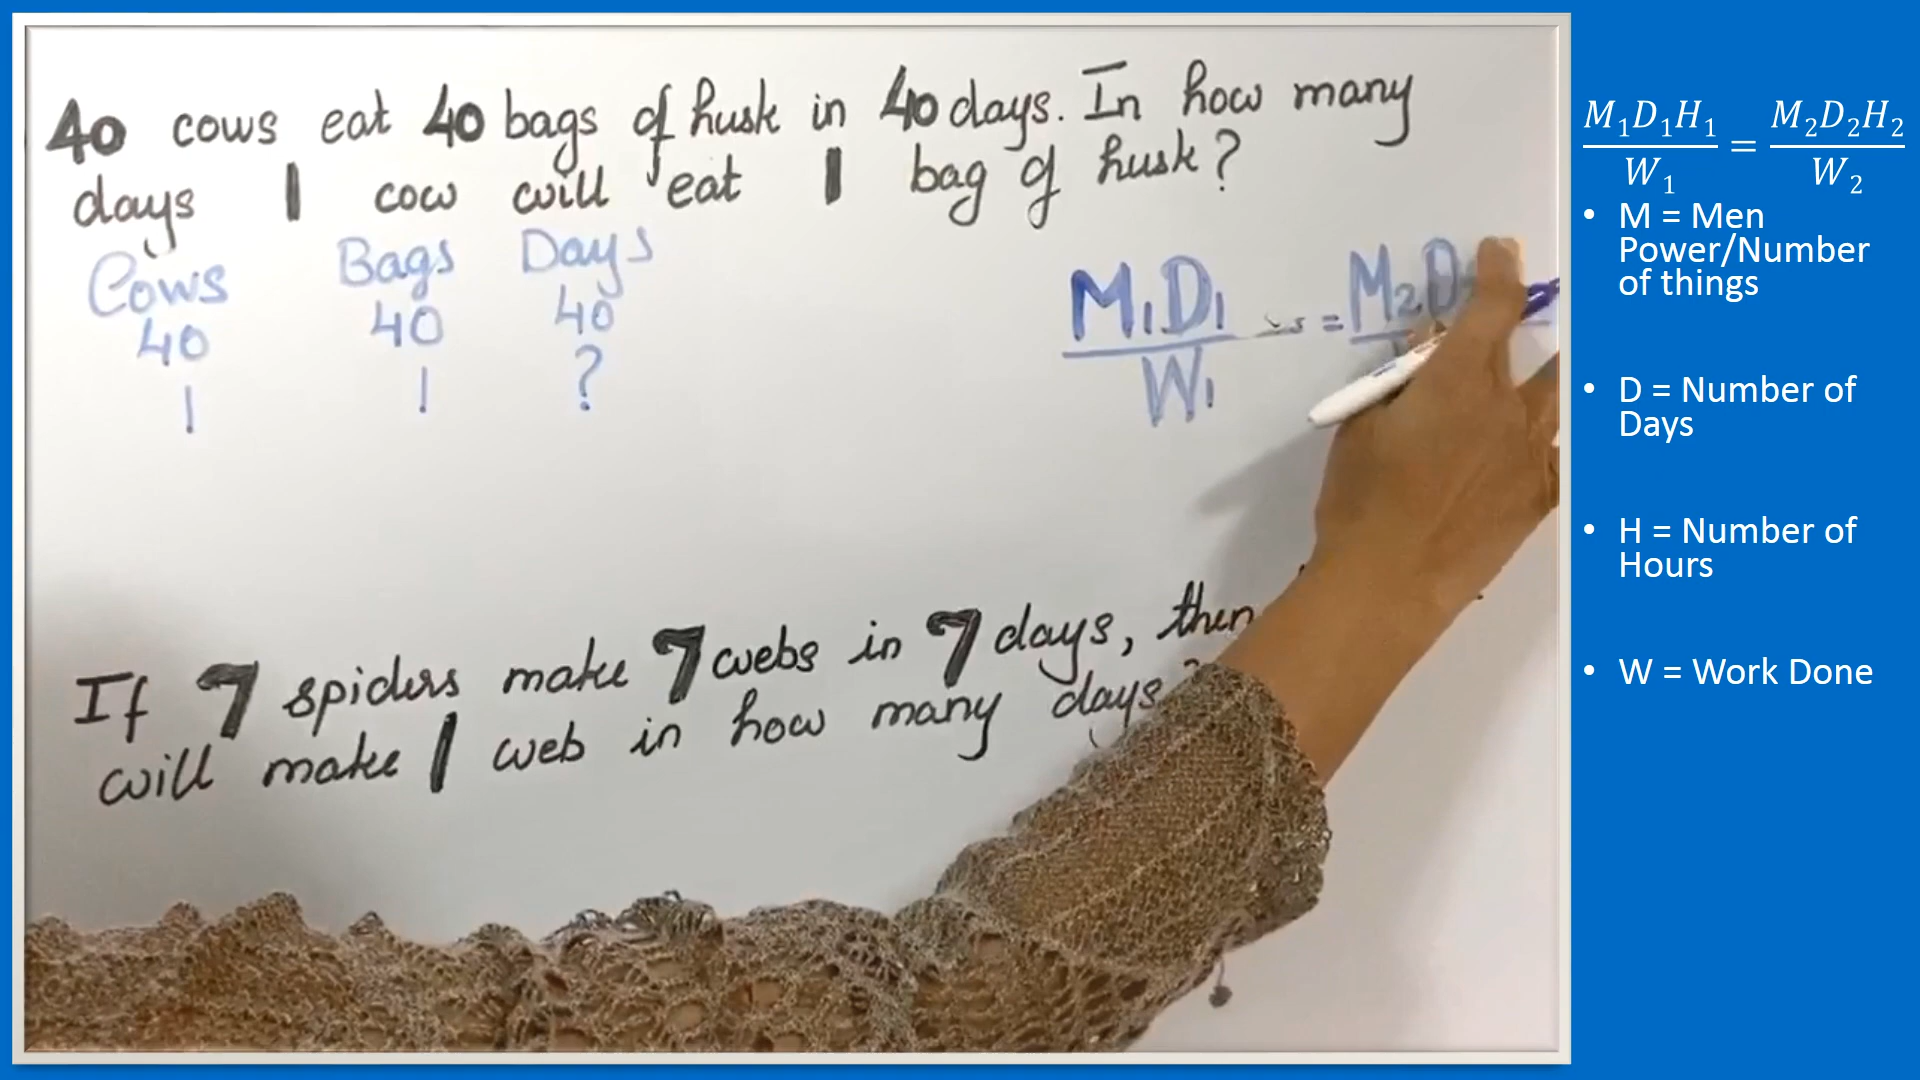 40 cows eat 40 bags of husk in 40 days. In how many
days 1 cow will eat 1 bag of husk?
Cows Bags Days
40 40 40
1 1 ?
M1D1 = M2D
W1
If 7 spiders make 7 webs in 7 days, then
will make 1 web in how many days
M₁D₁H₁ = M₂D₂H₂
W₁ W₂
• M = Men
Power/Number
of things
• D = Number of
Days
• H = Number of
Hours
• W = Work Done